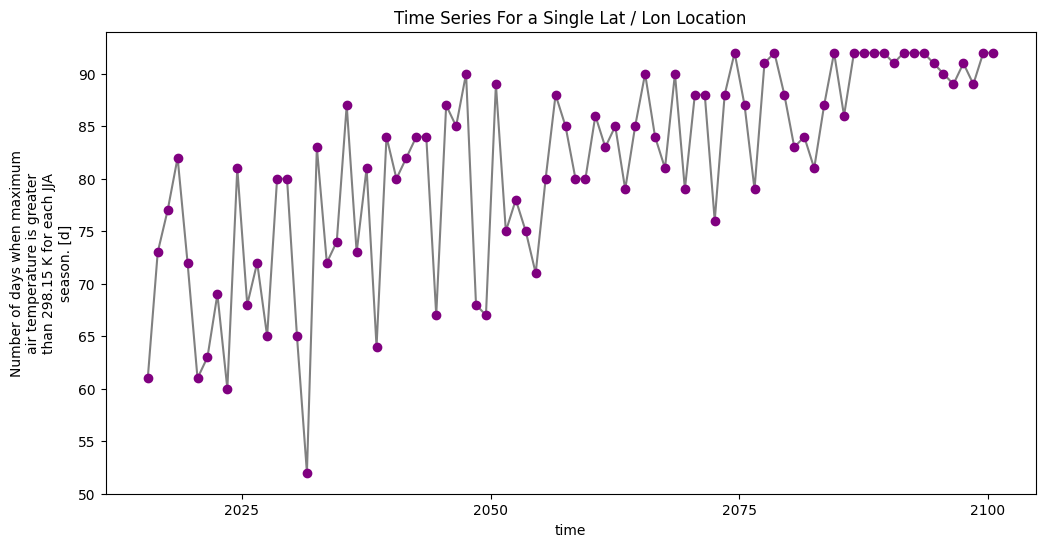 Time Series For a Single Lat / Lon Location
Number of days when maximum
air temperature is greater
than 298.15 K for each JJA
season. [d]
90
85
80
75
70
65
60
55
50
2025
2050
2075
2100
time